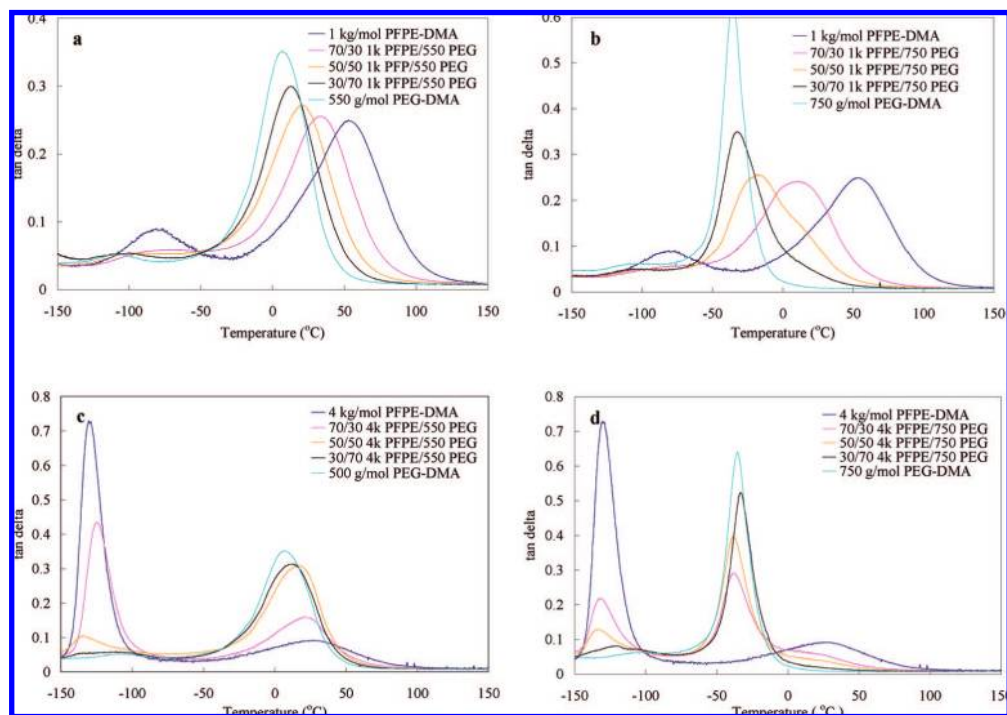 a
1 kg/mol PFPE-DMA
70/30 1k PFPE/550 PEG
50/50 1k PFP/550 PEG
30/70 1k PFPE/550 PEG
550 g/mol PEG-DMA
tan delta
0.4
0.3
0.2
0.1
0
-150 -100 -50 0 50 100 150
Temperature (°C)
b
1 kg/mol PFPE-DMA
70/30 1k PFPE/750 PEG
50/50 1k PFPE/750 PEG
30/70 1k PFPE/750 PEG
750 g/mol PEG-DMA
tan delta
0.6
0.5
0.4
0.3
0.2
0.1
0
-150 -100 -50 0 50 100 150
Temperature (°C)
c
4 kg/mol PFPE-DMA
70/30 4k PFPE/550 PEG
50/50 4k PFPE/550 PEG
30/70 4k PFPE/550 PEG
500 g/mol PEG-DMA
tan delta
0.8
0.7
0.6
0.5
0.4
0.3
0.2
0.1
0
-150 -100 -50 0 50 100 150
Temperature (°C)
d
4 kg/mol PFPE-DMA
70/30 4k PFPE/750 PEG
50/50 4k PFPE/750 PEG
30/70 4k PFPE/750 PEG
750 g/mol PEG-DMA
tan delta
0.8
0.7
0.6
0.5
0.4
0.3
0.2
0.1
0
-150 -100 -50 0 50 100 150
Temperature (°C)